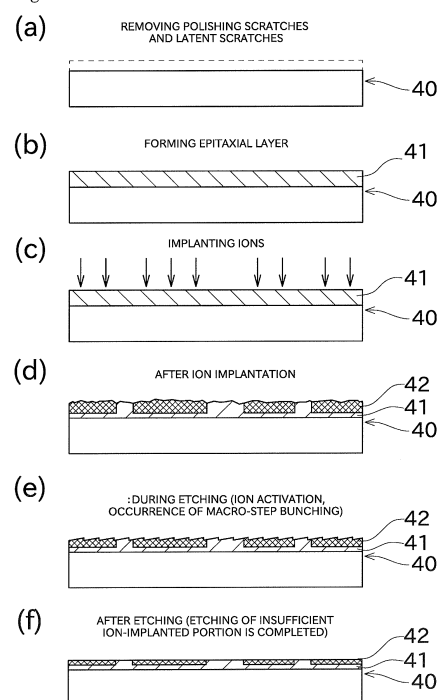 (a)
REMOVING POLISHING SCRATCHES
AND LATENT SCRATCHES
40
(b)
FORMING EPITAXIAL LAYER
41
40
(c)
IMPLANTING IONS
41
40
(d)
AFTER ION IMPLANTATION
42
41
40
(e)
:DURING ETCHING (ION ACTIVATION,
OCCURRENCE OF MACRO-STEP BUNCHING)
42
41
40
(f)
AFTER ETCHING (ETCHING OF INSUFFICIENT
ION-IMPLANTED PORTION IS COMPLETED)
42
41
40